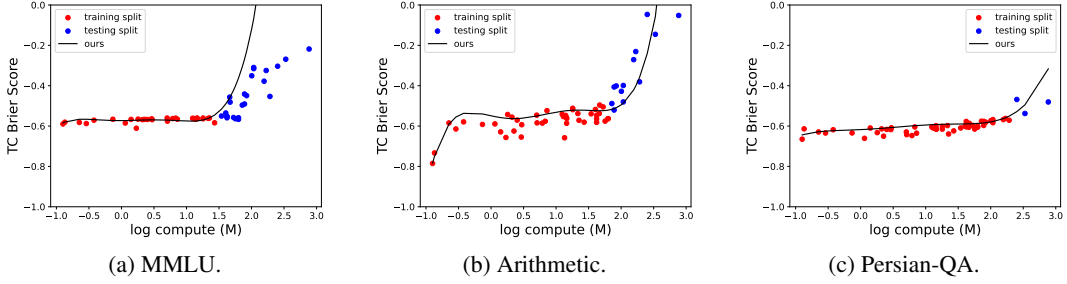 training split
testing split
ours
TC Brier Score
0.0
−0.2
−0.4
−0.6
−0.8
−1.0
−1.0 −0.5 0.0 0.5 1.0 1.5 2.0 2.5 3.0
log compute (M)
(a) MMLU.
training split
testing split
ours
TC Brier Score
0.0
−0.2
−0.4
−0.6
−0.8
−1.0
−1.0 −0.5 0.0 0.5 1.0 1.5 2.0 2.5 3.0
log compute (M)
(b) Arithmetic.
training split
testing split
ours
TC Brier Score
0.0
−0.2
−0.4
−0.6
−0.8
−1.0
−1.0 −0.5 0.0 0.5 1.0 1.5 2.0 2.5 3.0
log compute (M)
(c) Persian-QA.